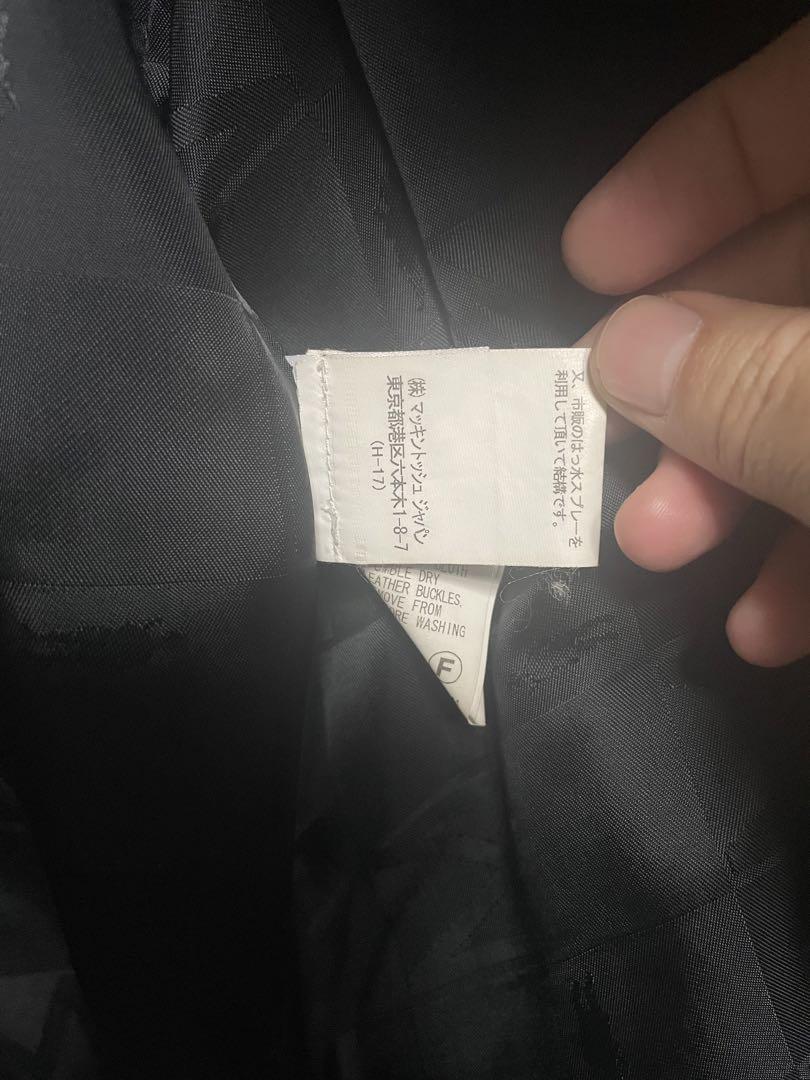 又、市販のはっ水スプレーを
利用して頂いて結構です。
(株) マッキントッシュ ジャパン
東京都港区六本木1-8-7
(H-17)
DRY
LEATHER BUCKLES.
FROM
WASHING
F